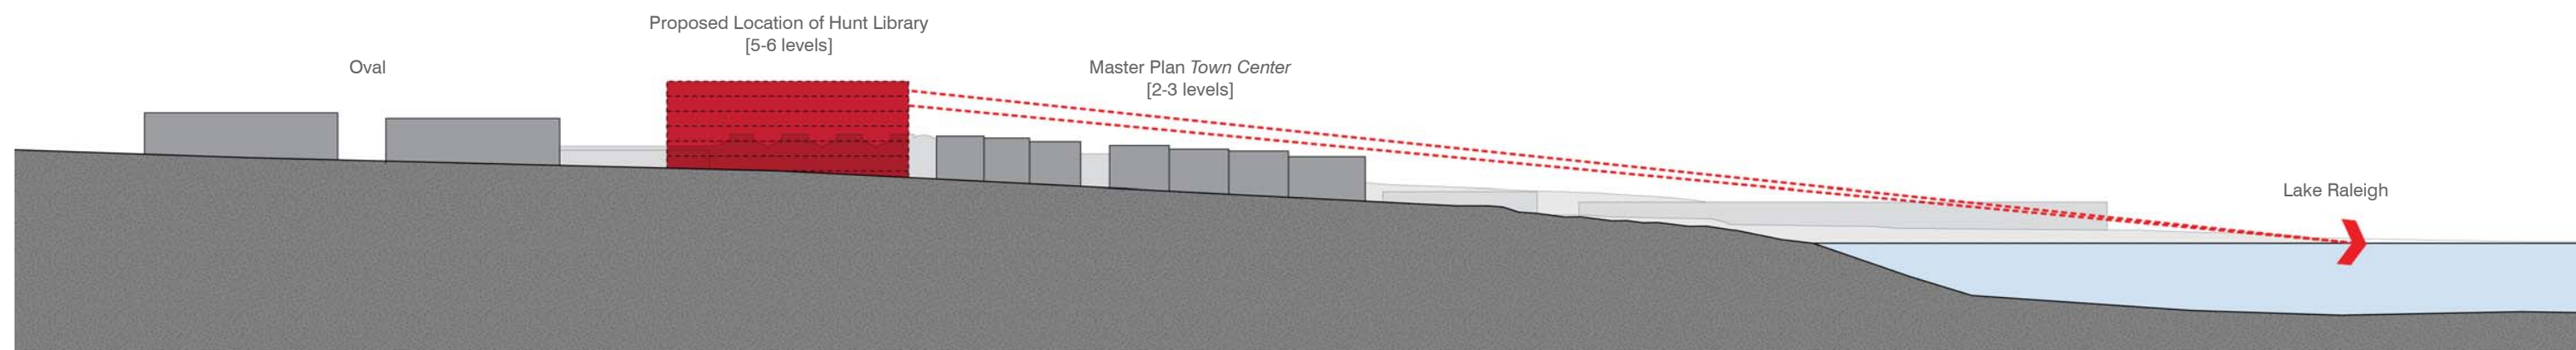 Proposed Location of Hunt Library
[5-6 levels]
Oval
Master Plan Town Center
[2-3 levels]
Lake Raleigh